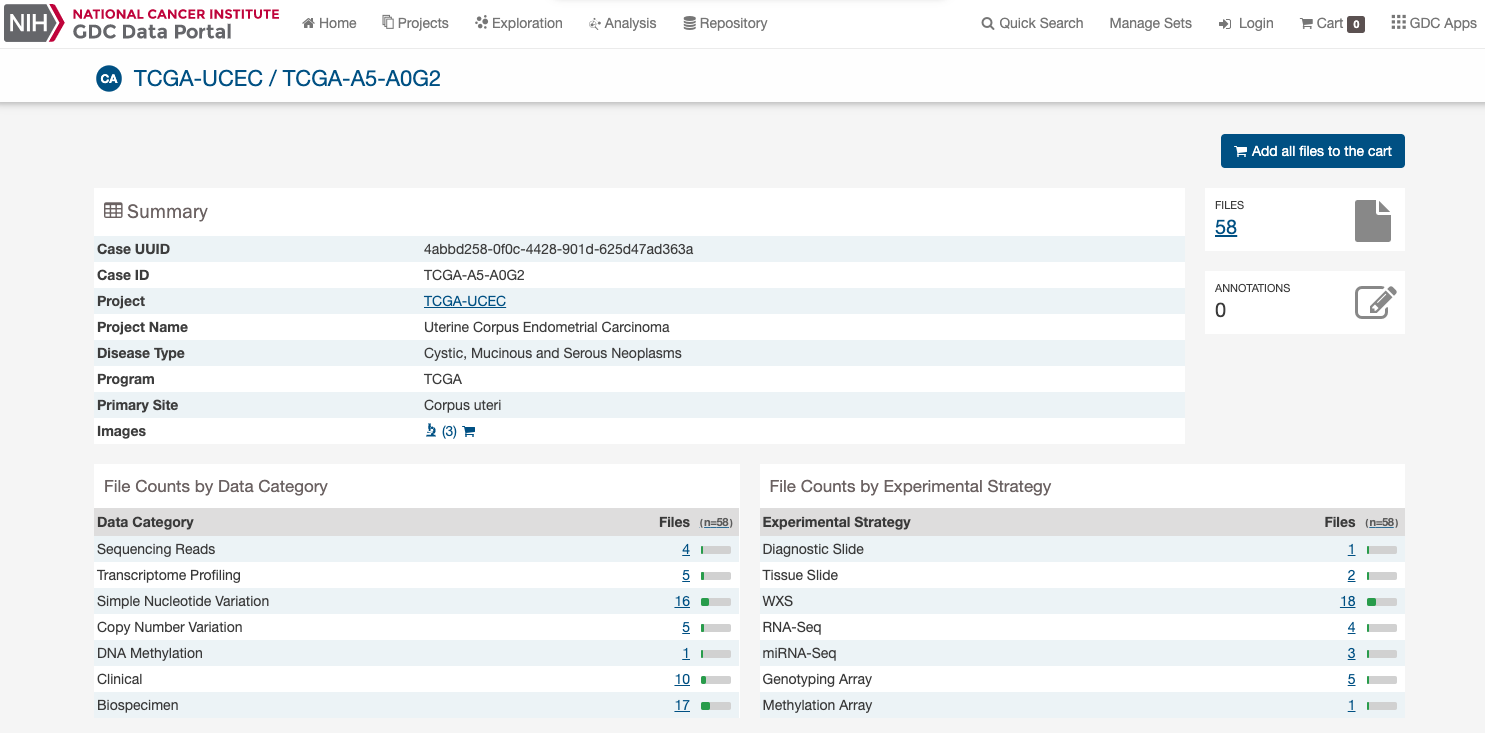 NIH NATIONAL CANCER INSTITUTE
GDC Data Portal
Home Projects Exploration Analysis Repository Quick Search Manage Sets Login Cart 0 GDC Apps
CA TCGA-UCEC / TCGA-A5-A0G2
Add all files to the cart
Summary
Case UUID 4abbd258-0f0c-4428-901d-625d47ad363a
Case ID TCGA-A5-A0G2
Project TCGA-UCEC
Project Name Uterine Corpus Endometrial Carcinoma
Disease Type Cystic, Mucinous and Serous Neoplasms
Program TCGA
Primary Site Corpus uteri
Images (3)
FILES
58
ANNOTATIONS
0
File Counts by Data Category
Data Category Files (n=58)
Sequencing Reads 4
Transcriptome Profiling 5
Simple Nucleotide Variation 16
Copy Number Variation 5
DNA Methylation 1
Clinical 10
Biospecimen 17
File Counts by Experimental Strategy
Experimental Strategy Files (n=58)
Diagnostic Slide 1
Tissue Slide 2
WXS 18
RNA-Seq 4
miRNA-Seq 3
Genotyping Array 5
Methylation Array 1